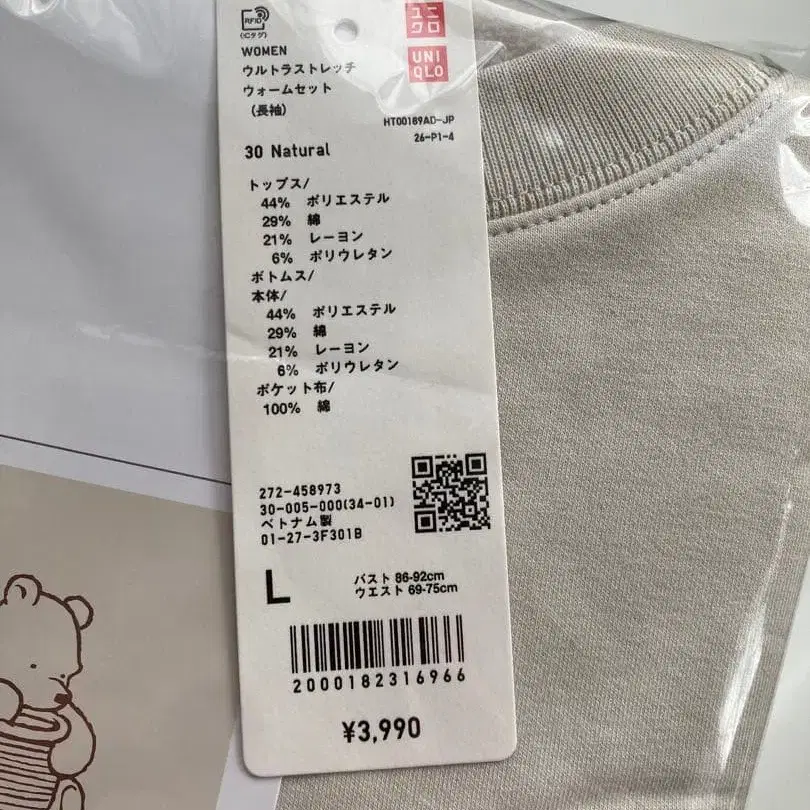 RFID
(ICタグ)
ユニ
クロ
UNI
QLO
WOMEN
ウルトラストレッチ
ウォームセット
(長袖)
HT00189AD-JP
26-P1-4
30 Natural
トップス/
44% ポリエステル
29% 綿
21% レーヨン
6% ポリウレタン
ボトムス/
本体/
44% ポリエステル
29% 綿
21% レーヨン
6% ポリウレタン
ポケット布/
100% 綿
272-458973
30-005-000(34-01)
ベトナム製
01-27-3F301B
L
バスト 86-92cm
ウエスト 69-75cm
2000182316966
¥3,990